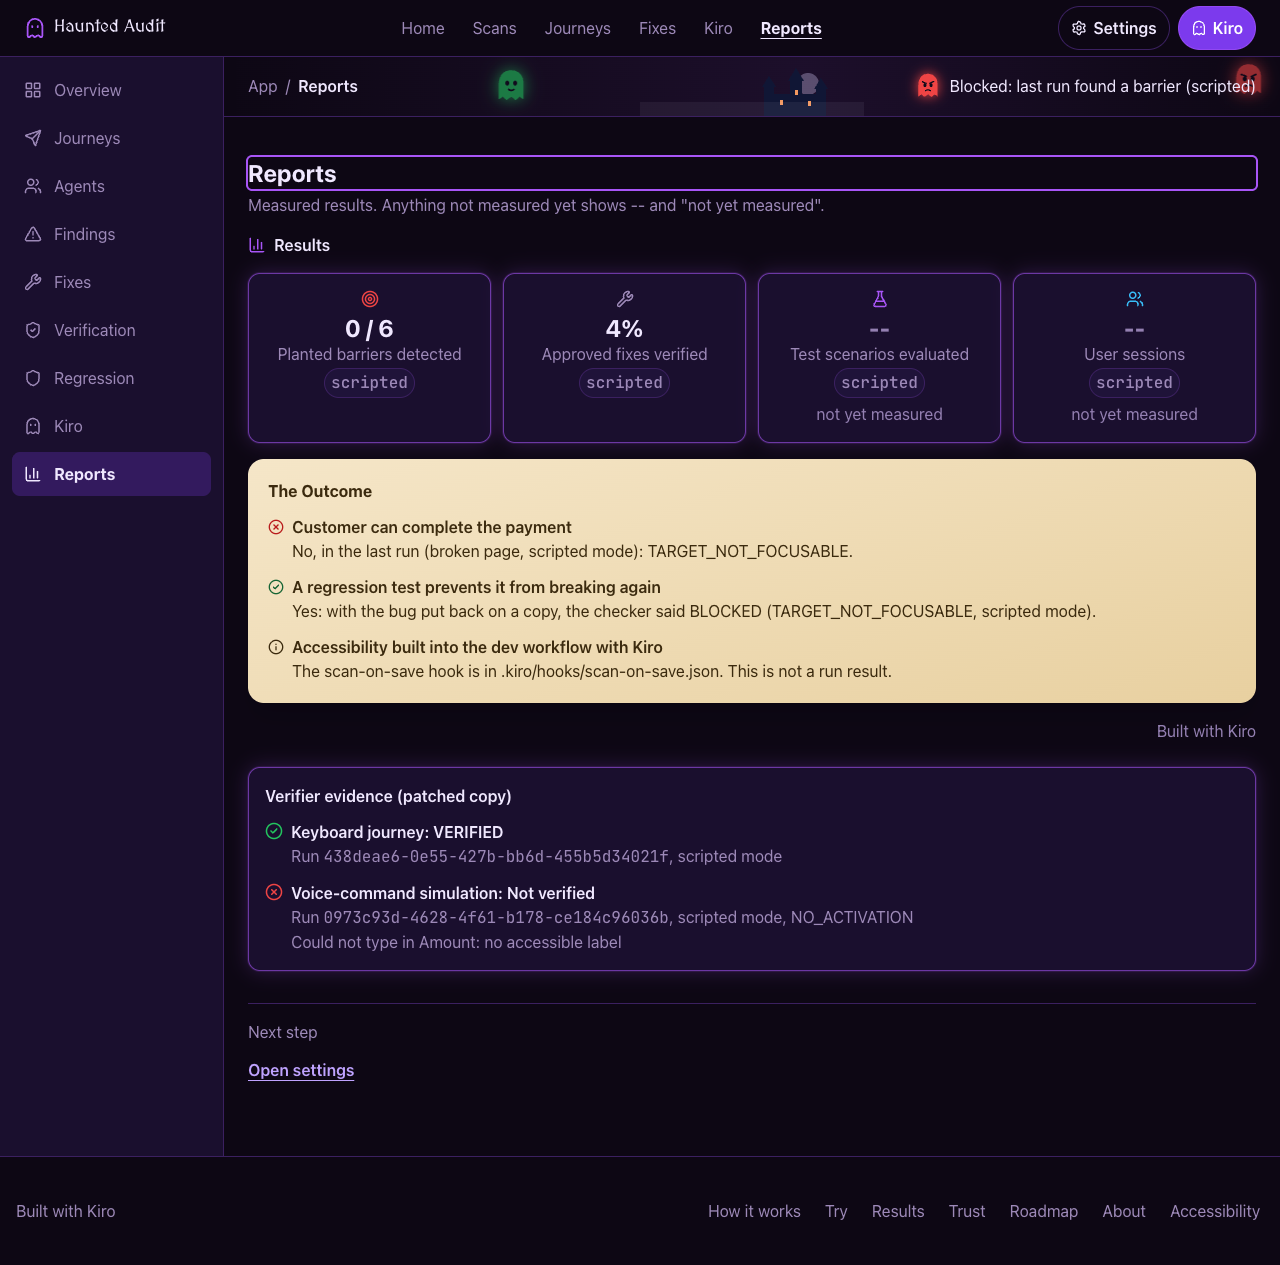 Haunted Audit
Home
Scans
Journeys
Fixes
Kiro
Reports
Settings
Kiro
Overview
Journeys
Agents
Findings
Fixes
Verification
Regression
Kiro
Reports
App / Reports
Blocked: last run found a barrier (scripted)
Reports
Measured results. Anything not measured yet shows -- and "not yet measured".
Results
0 / 6
Planted barriers detected
scripted
4%
Approved fixes verified
scripted
--
Test scenarios evaluated
scripted
not yet measured
--
User sessions
scripted
not yet measured
The Outcome
Customer can complete the payment
No, in the last run (broken page, scripted mode): TARGET_NOT_FOCUSABLE.
A regression test prevents it from breaking again
Yes: with the bug put back on a copy, the checker said BLOCKED (TARGET_NOT_FOCUSABLE, scripted mode).
Accessibility built into the dev workflow with Kiro
The scan-on-save hook is in .kiro/hooks/scan-on-save.json. This is not a run result.
Built with Kiro
Verifier evidence (patched copy)
Keyboard journey: VERIFIED
Run 438deae6-0e55-427b-bb6d-455b5d34021f, scripted mode
Voice-command simulation: Not verified
Run 0973c93d-4628-4f61-b178-ce184c96036b, scripted mode, NO_ACTIVATION
Could not type in Amount: no accessible label
Next step
Open settings
Built with Kiro
How it works
Try
Results
Trust
Roadmap
About
Accessibility